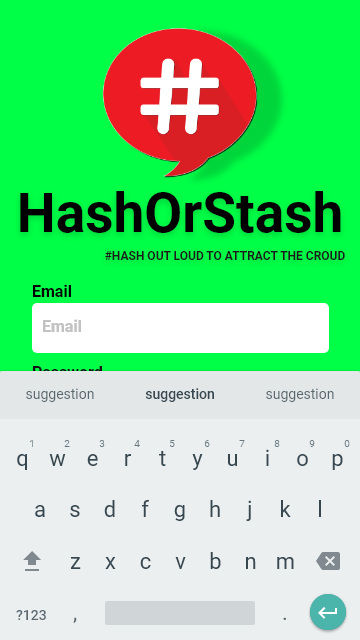 #
HashOrStash
#HASH OUT LOUD TO ATTRACT THE CROUD
Email
Email
Password
suggestion suggestion suggestion
1 2 3 4 5 6 7 8 9 0
q w e r t y u i o p
a s d f g h j k l
z x c v b n m
?123 , .